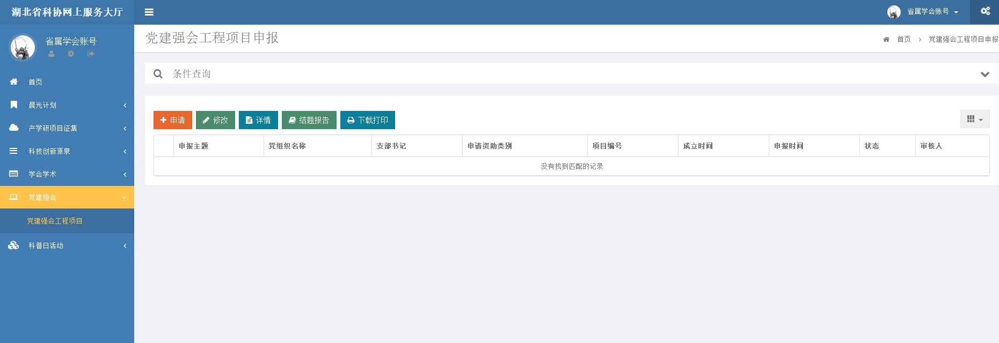 湖北省科协网上服务大厅
省属学会账号
省属学会账号
首页
晨光计划
产学研项目征集
科技创新源泉
学会学术
党建强会
党建强会工程项目
科普日活动
党建强会工程项目申报
首页 > 党建强会工程项目申报
条件查询
申请 修改 详情 结题报告 下载打印
申报主题 党组织名称 支部书记 申请资助类别 项目编号 成立时间 申报时间 状态 审核人
没有找到匹配的记录